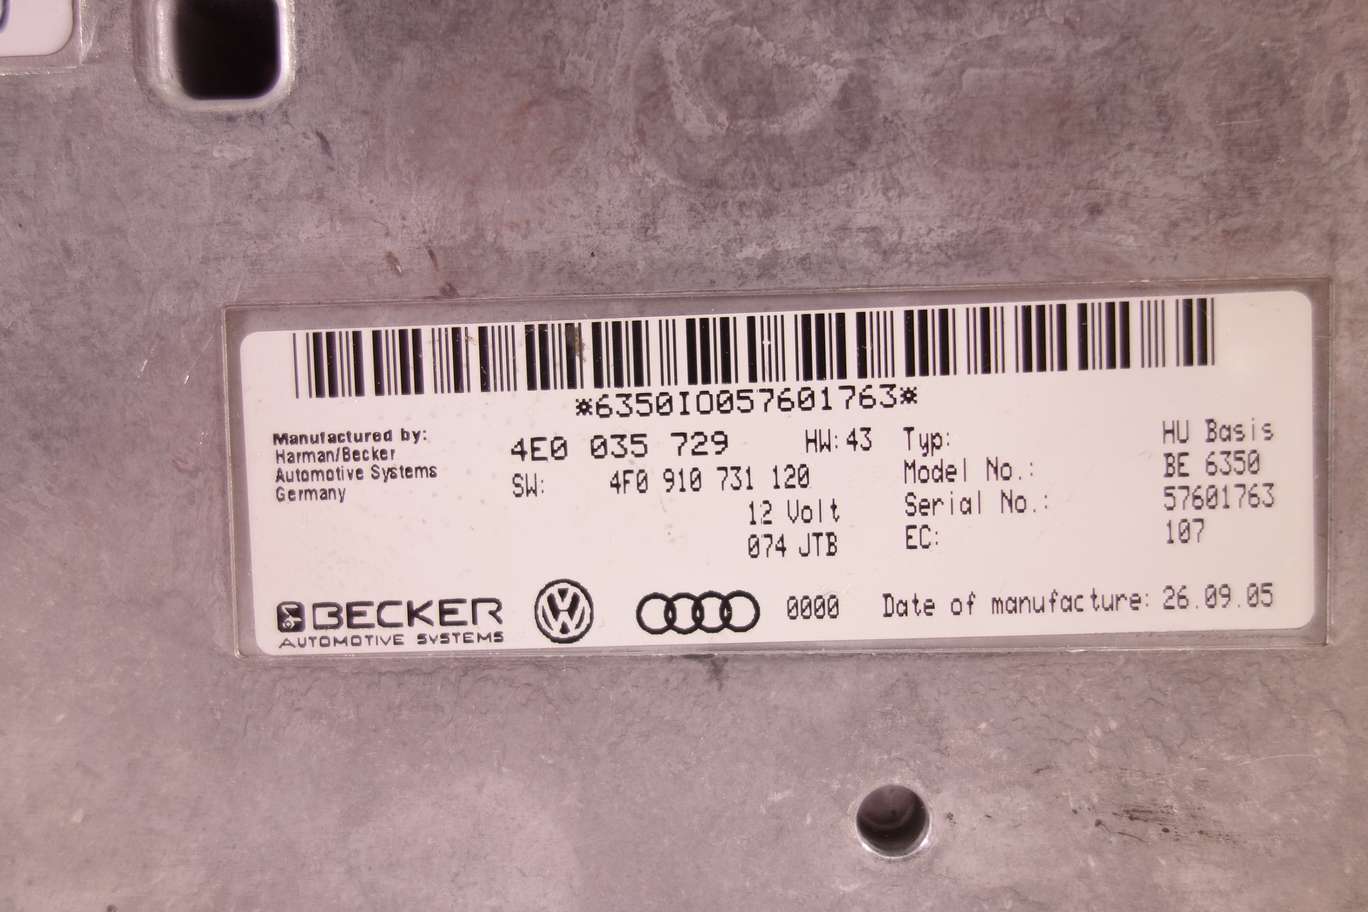 *6350IO057601763*
Manufactured by:
Harman/Becker
Automotive Systems
Germany
4E0 035 729 HW: 43
SW: 4F0 910 731 120
12 Volt
074 JTB
Typ: HU Basis
Model No.: BE 6350
Serial No.: 57601763
EC: 107
BECKER
AUTOMOTIVE SYSTEMS
0000 Date of manufacture: 26.09.05